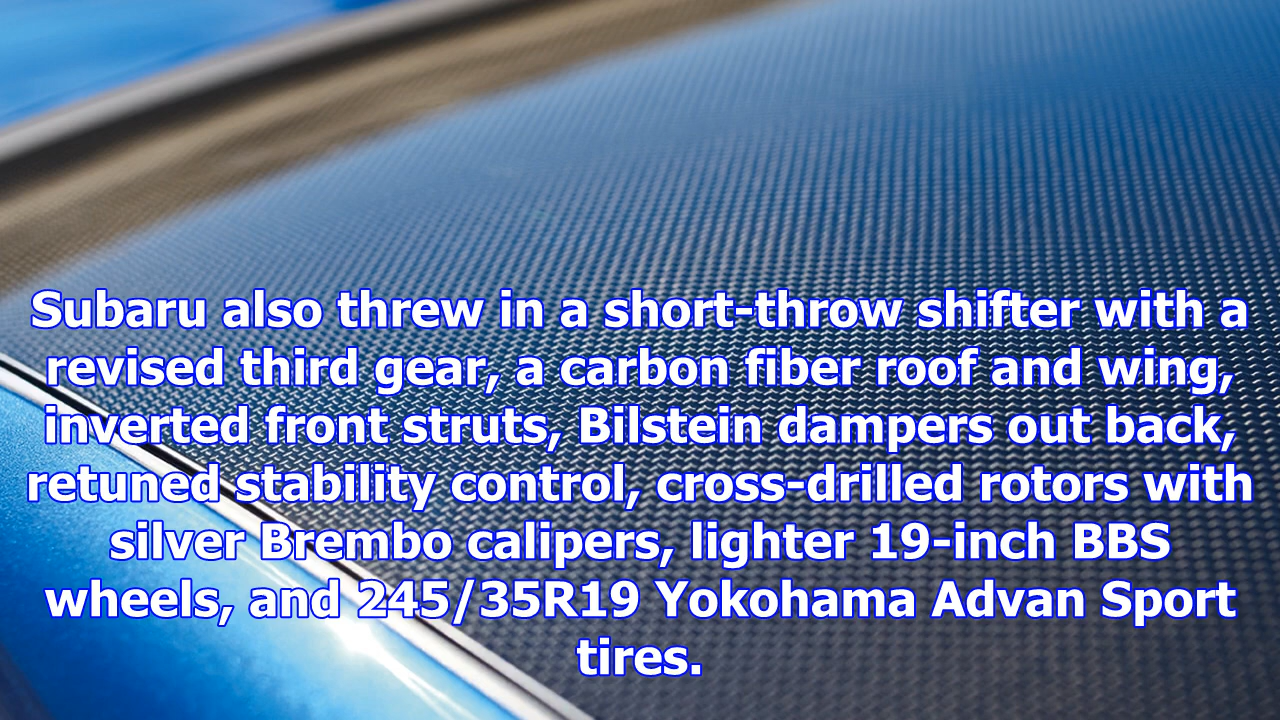 Subaru also threw in a short-throw shifter with a
revised third gear, a carbon fiber roof and wing,
inverted front struts, Bilstein dampers out back,
retuned stability control, cross-drilled rotors with
silver Brembo calipers, lighter 19-inch BBS
wheels, and 245/35R19 Yokohama Advan Sport
tires.